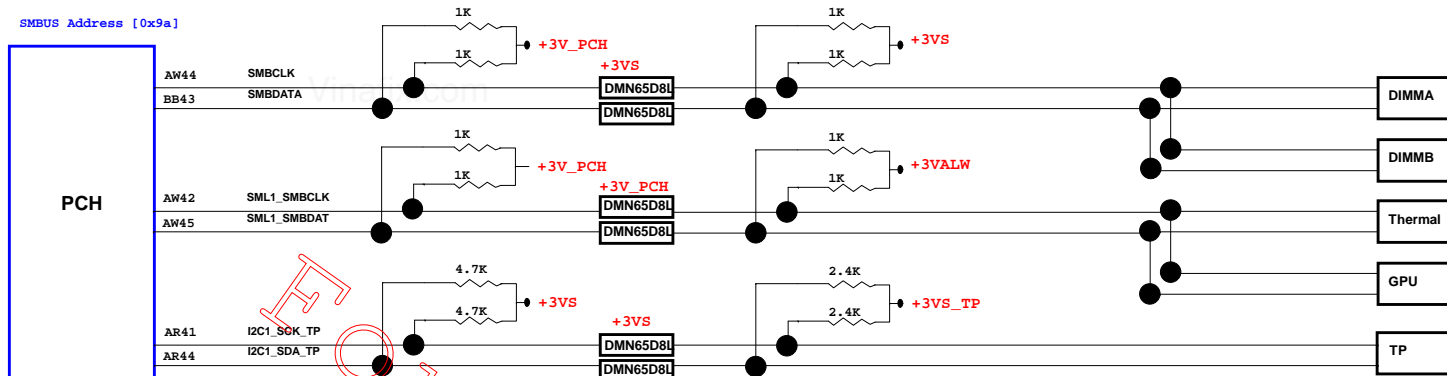 SMBUS Address [0x9a]
1K
1K
+3V_PCH
+3VS
1K
1K
+3VS
AW44
SMBCLK
DMN65D8L
DIMMA
BB43
SMBDATA
DMN65D8L
Vinafix.com
1K
1K
+3V_PCH
+3V_PCH
1K
1K
+3VALW
DIMMB
PCH
AW42
SML1_SMBCLK
DMN65D8L
Thermal
AW45
SML1_SMBDAT
DMN65D8L
4.7K
4.7K
+3VS
+3VS
2.4K
2.4K
+3VS_TP
GPU
AR41
I2C1_SCK_TP
DMN65D8L
TP
AR44
I2C1_SDA_TP
DMN65D8L